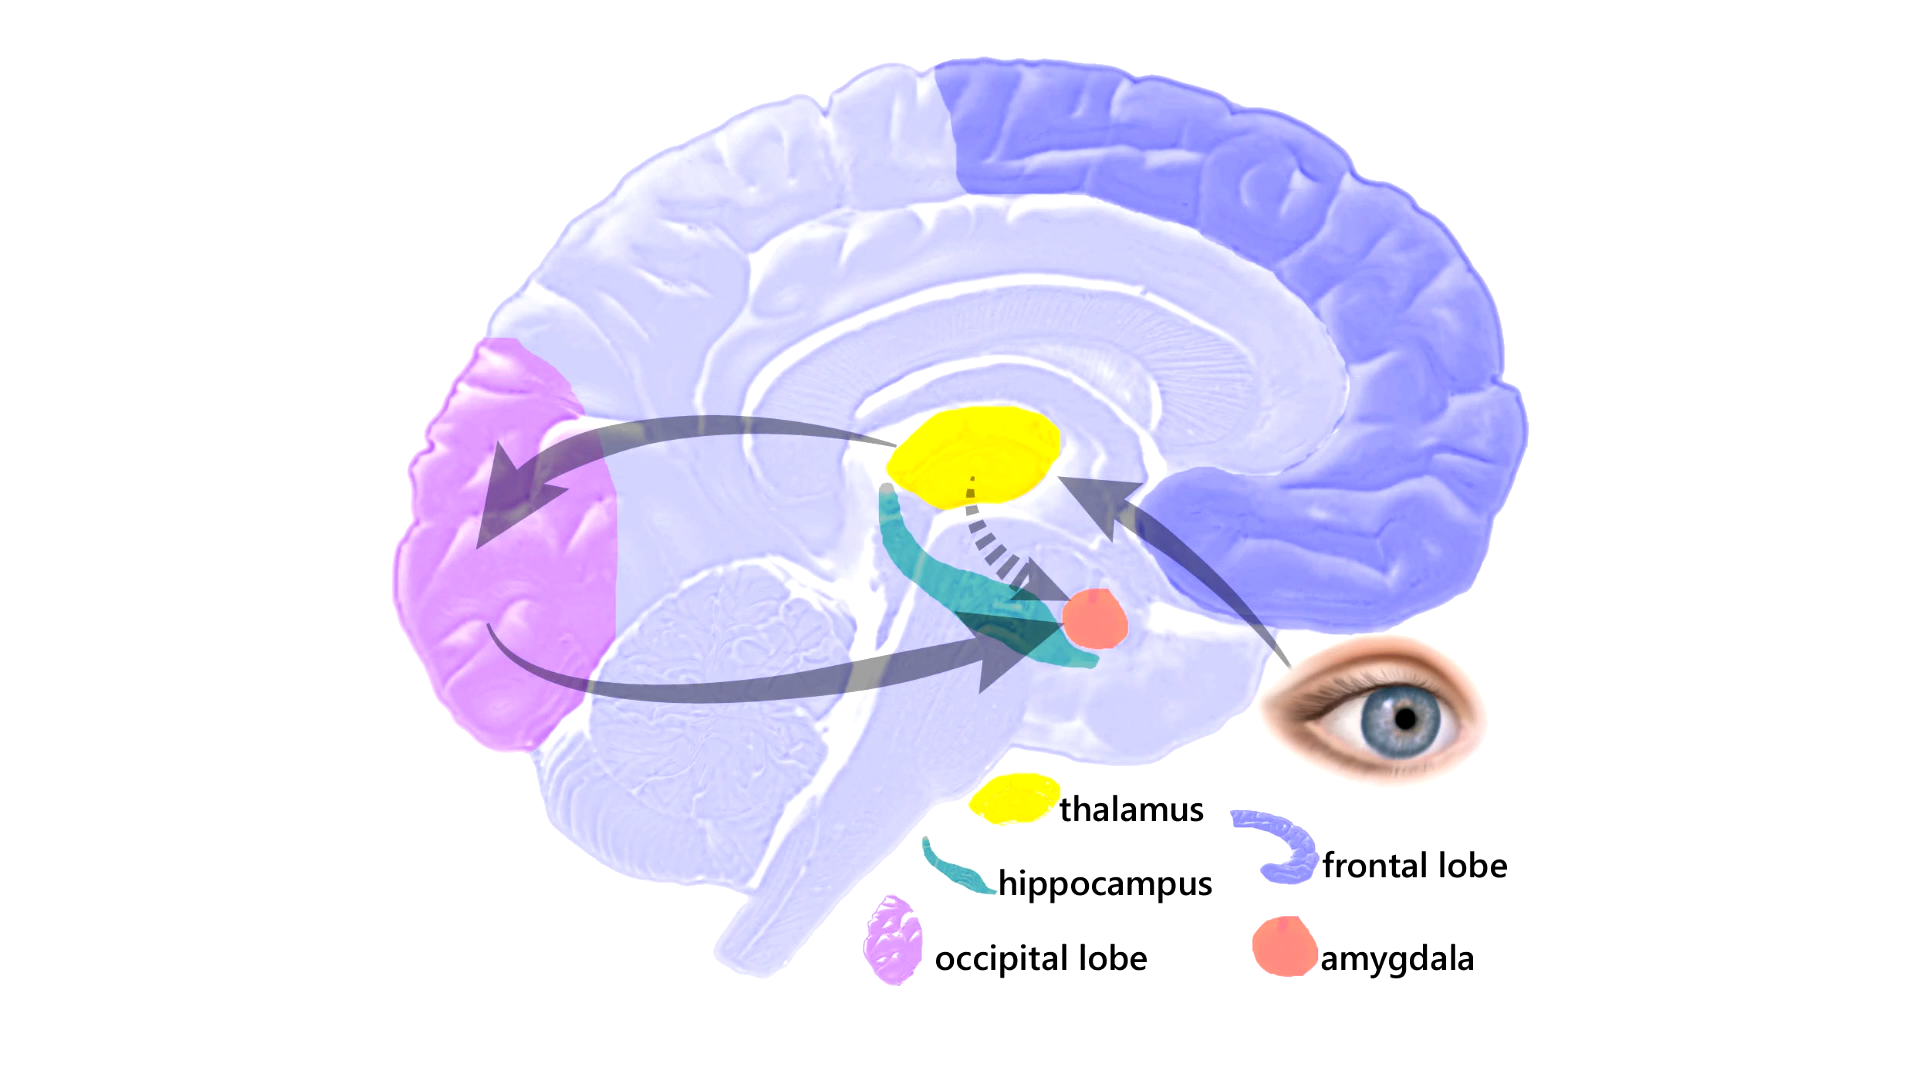 thalamus
frontal lobe
hippocampus
occipital lobe
amygdala